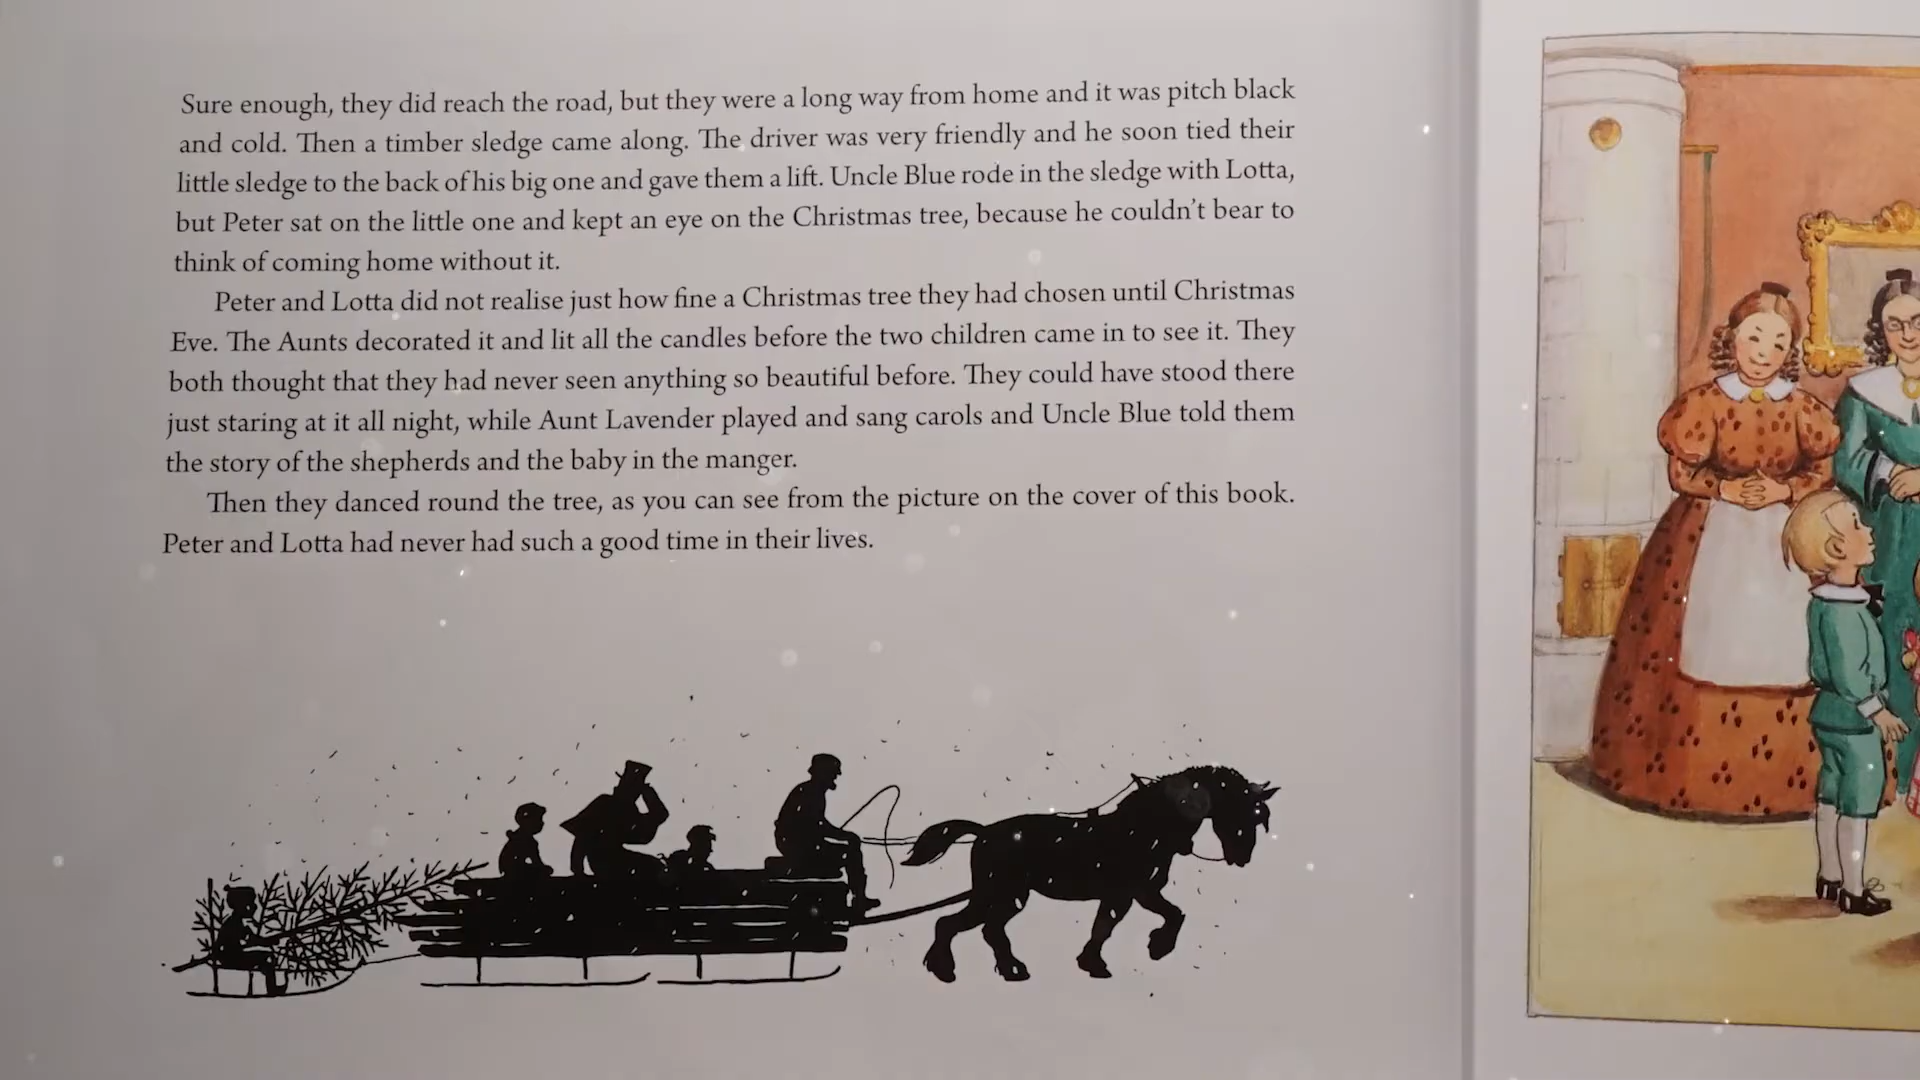 Sure enough, they did reach the road, but they were a long way from home and it was pitch black
and cold. Then a timber sledge came along. The driver was very friendly and he soon tied their
little sledge to the back of his big one and gave them a lift. Uncle Blue rode in the sledge with Lotta,
but Peter sat on the little one and kept an eye on the Christmas tree, because he couldn’t bear to
think of coming home without it.
Peter and Lotta did not realise just how fine a Christmas tree they had chosen until Christmas
Eve. The Aunts decorated it and lit all the candles before the two children came in to see it. They
both thought that they had never seen anything so beautiful before. They could have stood there
just staring at it all night, while Aunt Lavender played and sang carols and Uncle Blue told them
the story of the shepherds and the baby in the manger.
Then they danced round the tree, as you can see from the picture on the cover of this book.
Peter and Lotta had never had such a good time in their lives.